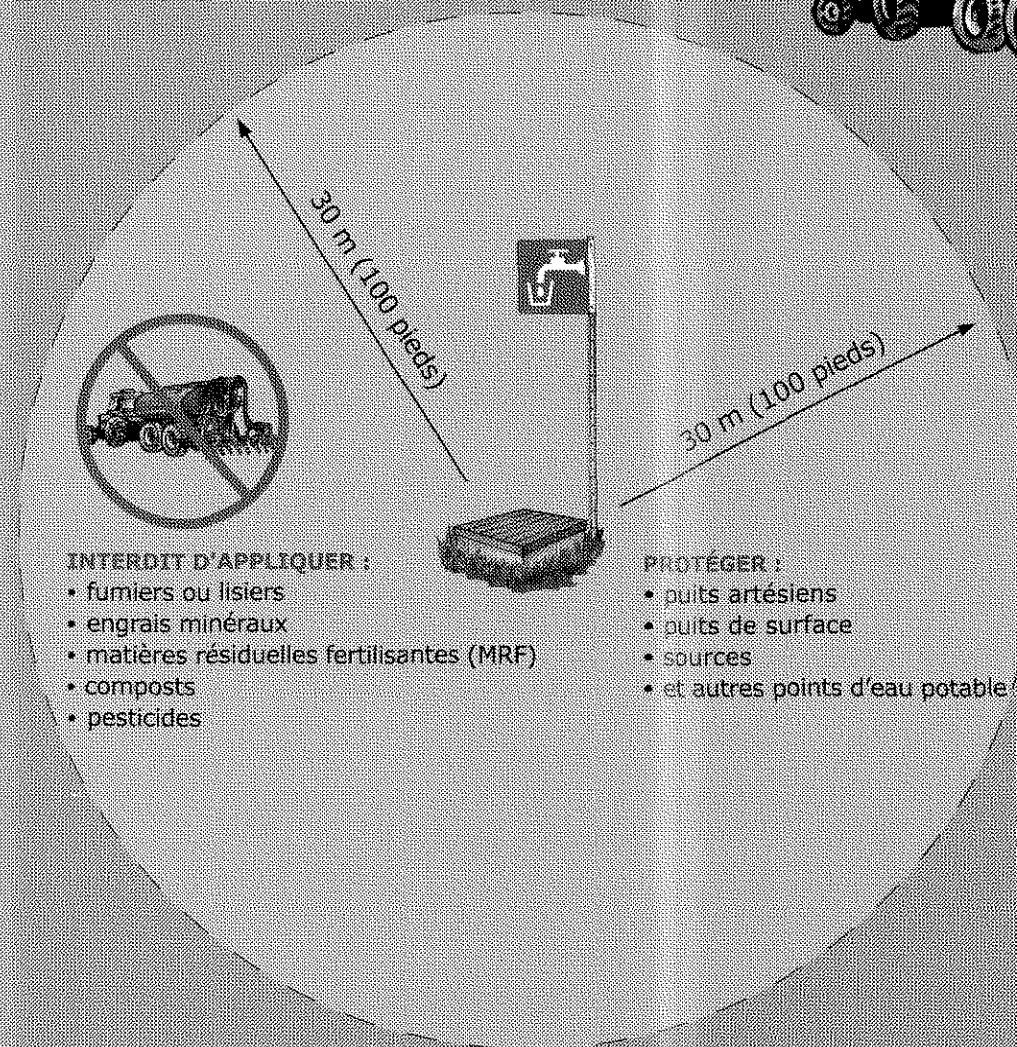 30 m (100 pieds)
30 m (100 pieds)
INTERDIT D'APPLIQUER :
• fumiers ou lisiers
• engrais minéraux
• matières résiduelles fertilisantes (MRF)
• composts
• pesticides
PROTÉGER :
• puits artésiens
• puits de surface
• sources
• et autres points d'eau potable